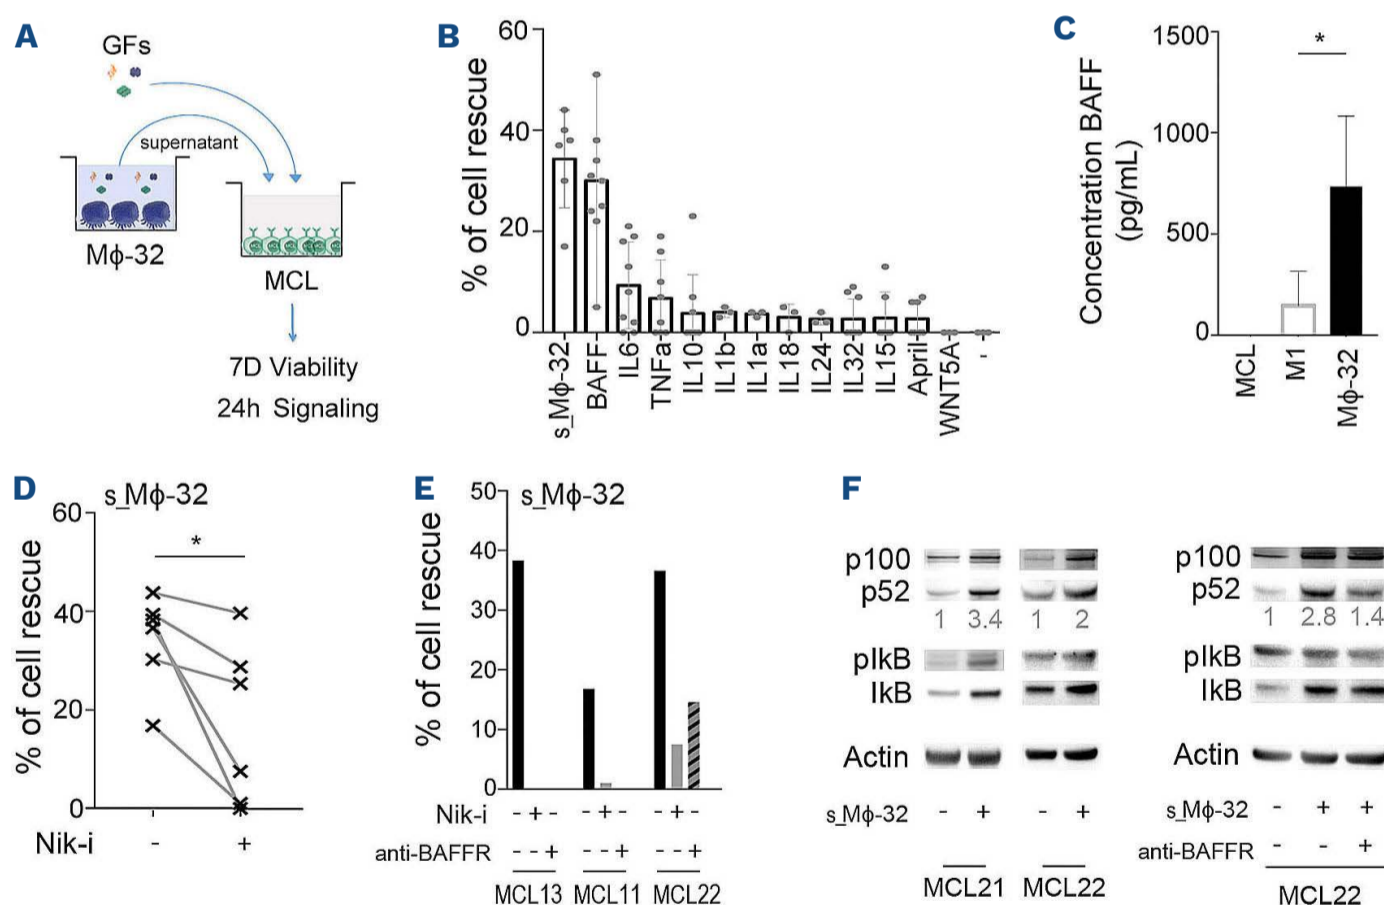 A
GFs
supernatant
Mϕ-32
MCL
7D Viability
24h Signaling
B
% of cell rescue
60
40
20
0
s_Mϕ-32
BAFF
IL6
TNFa
IL10
IL1b
IL1a
IL18
IL24
IL32
IL15
April
WNT5A
-
C
Concentration BAFF
(pg/mL)
1500
1000
500
0
*
MCL
M1
Mϕ-32
D
s_Mϕ-32
% of cell rescue
60
40
20
0
*
Nik-i - +
E
s_Mϕ-32
% of cell rescue
50
40
30
20
10
0
Nik-i - + - - + - - + -
anti-BAFFR - - + - - + - - +
MCL13 MCL11 MCL22
F
p100
p52
1 3.4 1 2
pIkB
IkB
Actin
s_Mϕ-32 - + - +
MCL21 MCL22
p100
p52
1 2.8 1.4
pIkB
IkB
Actin
s_Mϕ-32 - + +
anti-BAFFR - - +
MCL22